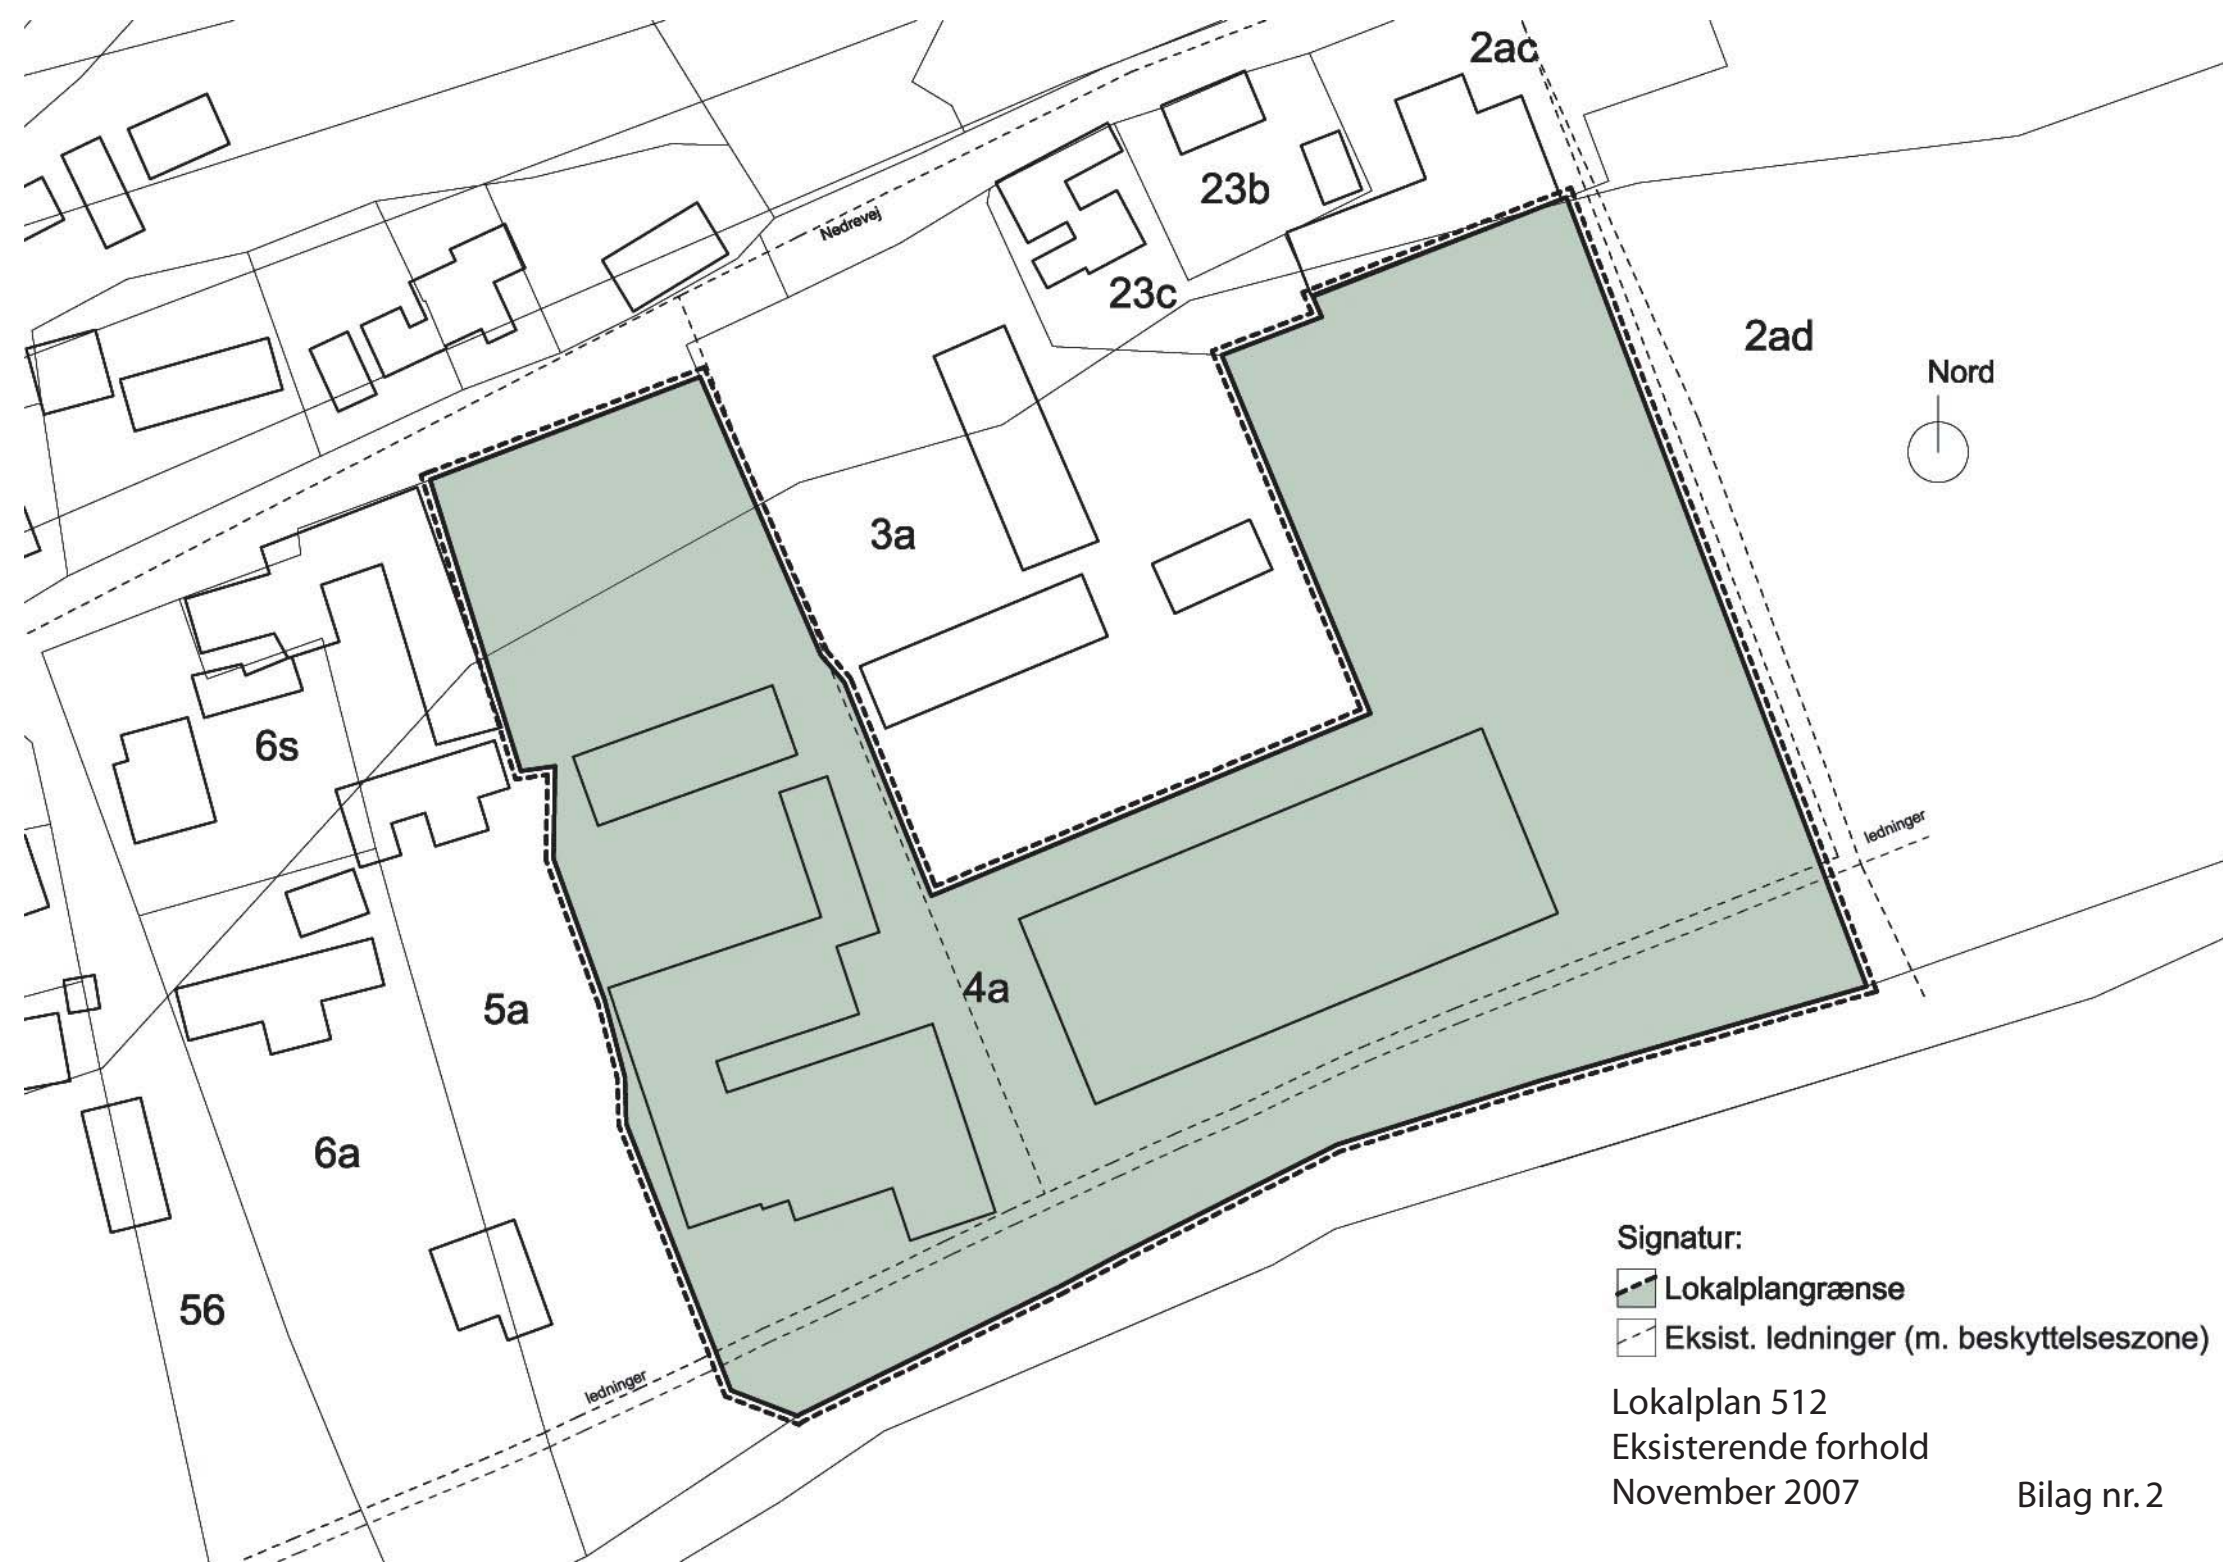 2ac
Nedrevej
23b
23c
2ad
Nord
3a
6s
ledninger
4a
5a
6a
56
ledninger
Signatur:
Lokalplangrænse
Eksist. ledninger (m. beskyttelseszone)
Lokalplan 512
Eksisterende forhold
November 2007
Bilag nr. 2